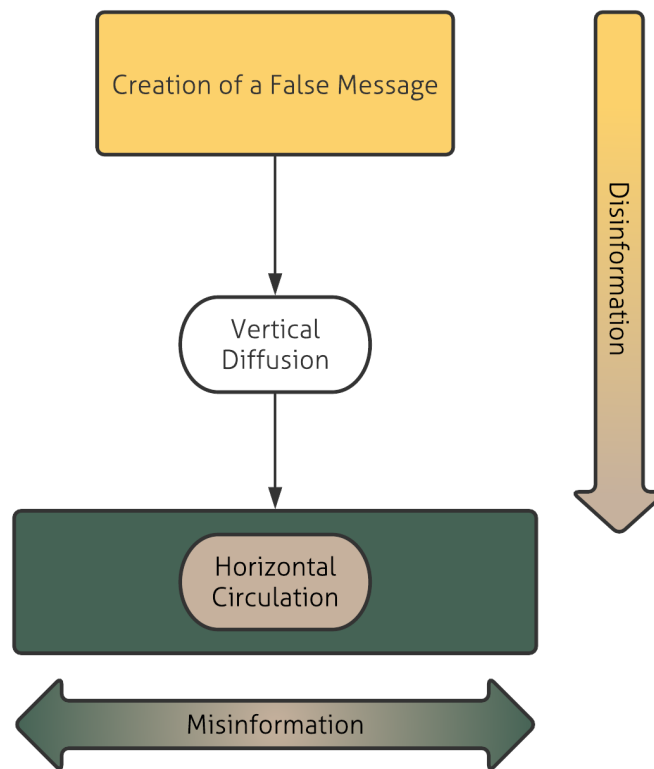 Creation of a False Message
Vertical
Diffusion
Disinformation
Horizontal
Circulation
Misinformation